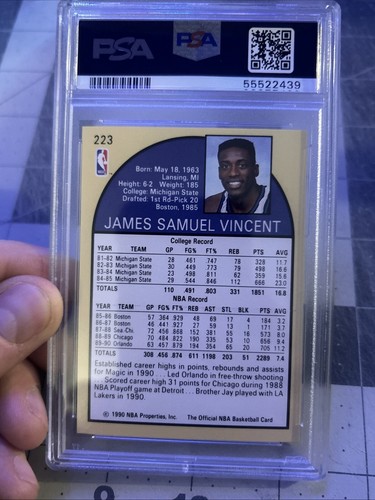 PSA
PSA
55522439
223
NBA
Born: May 18, 1963
Lansing, MI
Height: 6-2 Weight: 185
College: Michigan State
Drafted: 1st Rd-Pick 20
Boston, 1985
JAMES SAMUEL VINCENT
College Record
YEAR TEAM GP FG% FT% REB PTS AVG
81-82 Michigan State 28 461 747 78 328 11.7
82-83 Michigan State 30 449 773 79 498 16.6
83-84 Michigan State 23 498 811 62 359 15.6
84-85 Michigan State 29 544 846 112 666 23.0
TOTALS 110 491 803 331 1851 16.8
NBA Record
YEAR TEAM GP FG% FT% REB AST STL BLK PTS AVG
85-86 Boston 57 364 929 48 69 17 4 184 3.2
86-87 Boston 46 441 927 27 59 13 1 171 3.7
87-88 Sea-Chi. 72 456 868 152 381 55 16 573 8.0
88-89 Chicago 70 484 822 190 335 53 10 656 9.4
89-90 Orlando 63 457 879 194 354 65 20 705 11.2
TOTALS 308 456 874 611 1198 203 51 2289 7.4
Established career highs in points, rebounds and assists
for Magic in 1990 . . . Led Orlando in free-throw shooting
. . . Scored career high 31 points for Chicago during 1988
NBA Playoff game at Detroit . . . Brother Jay played with LA
Lakers in 1990.
© 1990 NBA Properties, Inc. The Official NBA Basketball Card
9